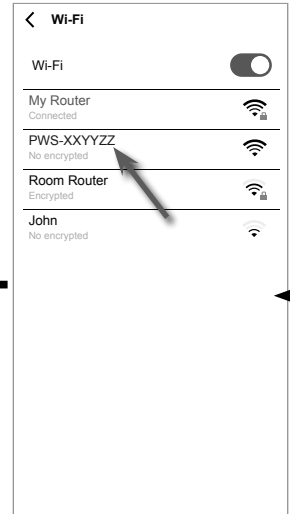 Wi-Fi
Wi-Fi
My Router
Connected
PWS-XXYYZZ
No encrypted
Room Router
Encrypted
John
No encrypted